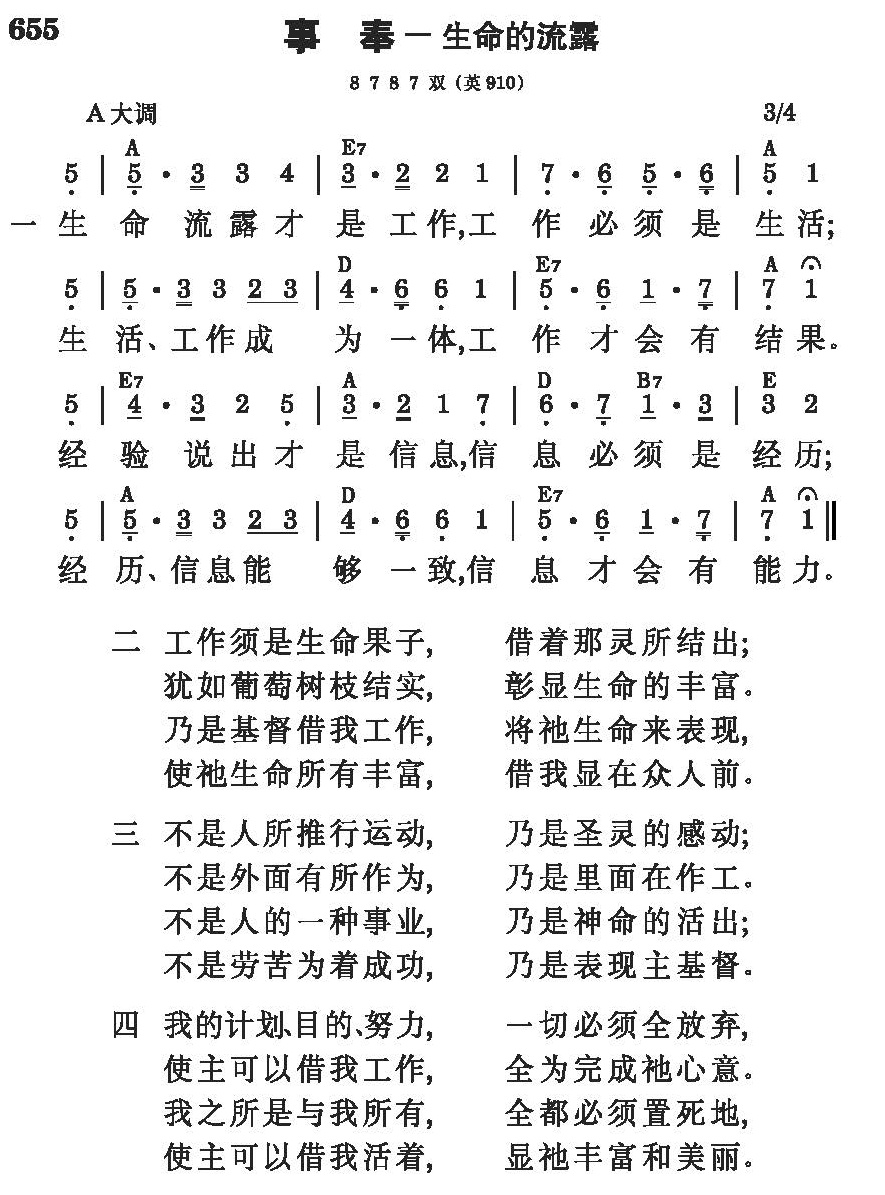 655
事 奉 — 生命的流露
8 7 8 7 双 (英 910)
A 大调 3/4
A E7 A
5 | 5 · 3 3 4 | 3 · 2 2 1 | 7 · 6 5 · 6 | 5 1
一 生 命 流 露 才 是 工 作, 工 作 必 须 是 生 活;
D E7 A
5 | 5 · 3 3 2 3 | 4 · 6 6 1 | 5 · 6 1 · 7 | 7 1
生 活、工 作 成 为 一 体, 工 作 才 会 有 结 果。
E7 A D B7 E
5 | 4 · 3 2 5 | 3 · 2 1 7 | 6 · 7 1 · 3 | 3 2
经 验 说 出 才 是 信 息, 信 息 必 须 是 经 历;
A D E7 A
5 | 5 · 3 3 2 3 | 4 · 6 6 1 | 5 · 6 1 · 7 | 7 1 ‖
经 历、信 息 能 够 一 致, 信 息 才 会 有 能 力。
二 工作须是生命果子, 借着那灵所结出;
犹如葡萄树枝结实, 彰显生命的丰富。
乃是基督借我工作, 将祂生命来表现,
使祂生命所有丰富, 借我显在众人前。
三 不是人所推行运动, 乃是圣灵的感动;
不是外面有所作为, 乃是里面在作工。
不是人的一种事业, 乃是神命的活出;
不是劳苦为着成功, 乃是表现主基督。
四 我的计划、目的、努力, 一切必须全放弃,
使主可以借我工作, 全为完成祂心意。
我之所是与我所有, 全都必须置死地,
使主可以借我活着, 显祂丰富和美丽。